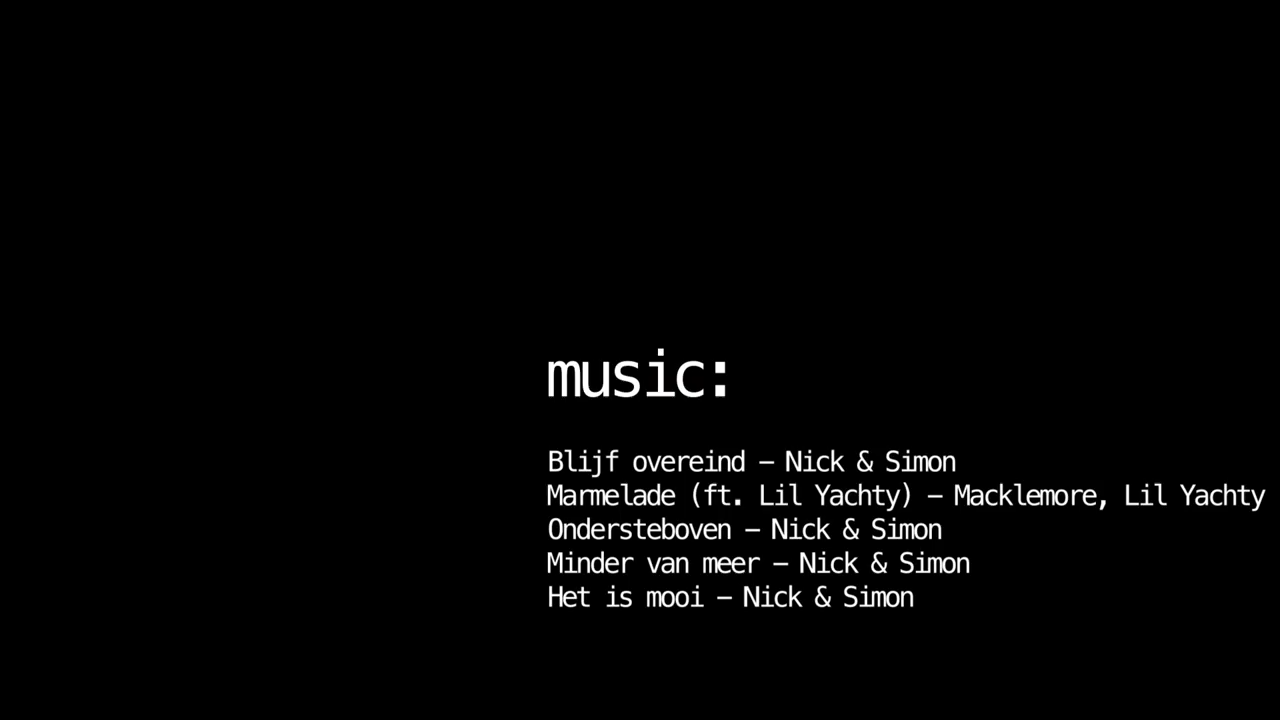 music:
Blijf overeind – Nick & Simon
Marmelade (ft. Lil Yachty) – Macklemore, Lil Yachty
Ondersteboven – Nick & Simon
Minder van meer – Nick & Simon
Het is mooi – Nick & Simon